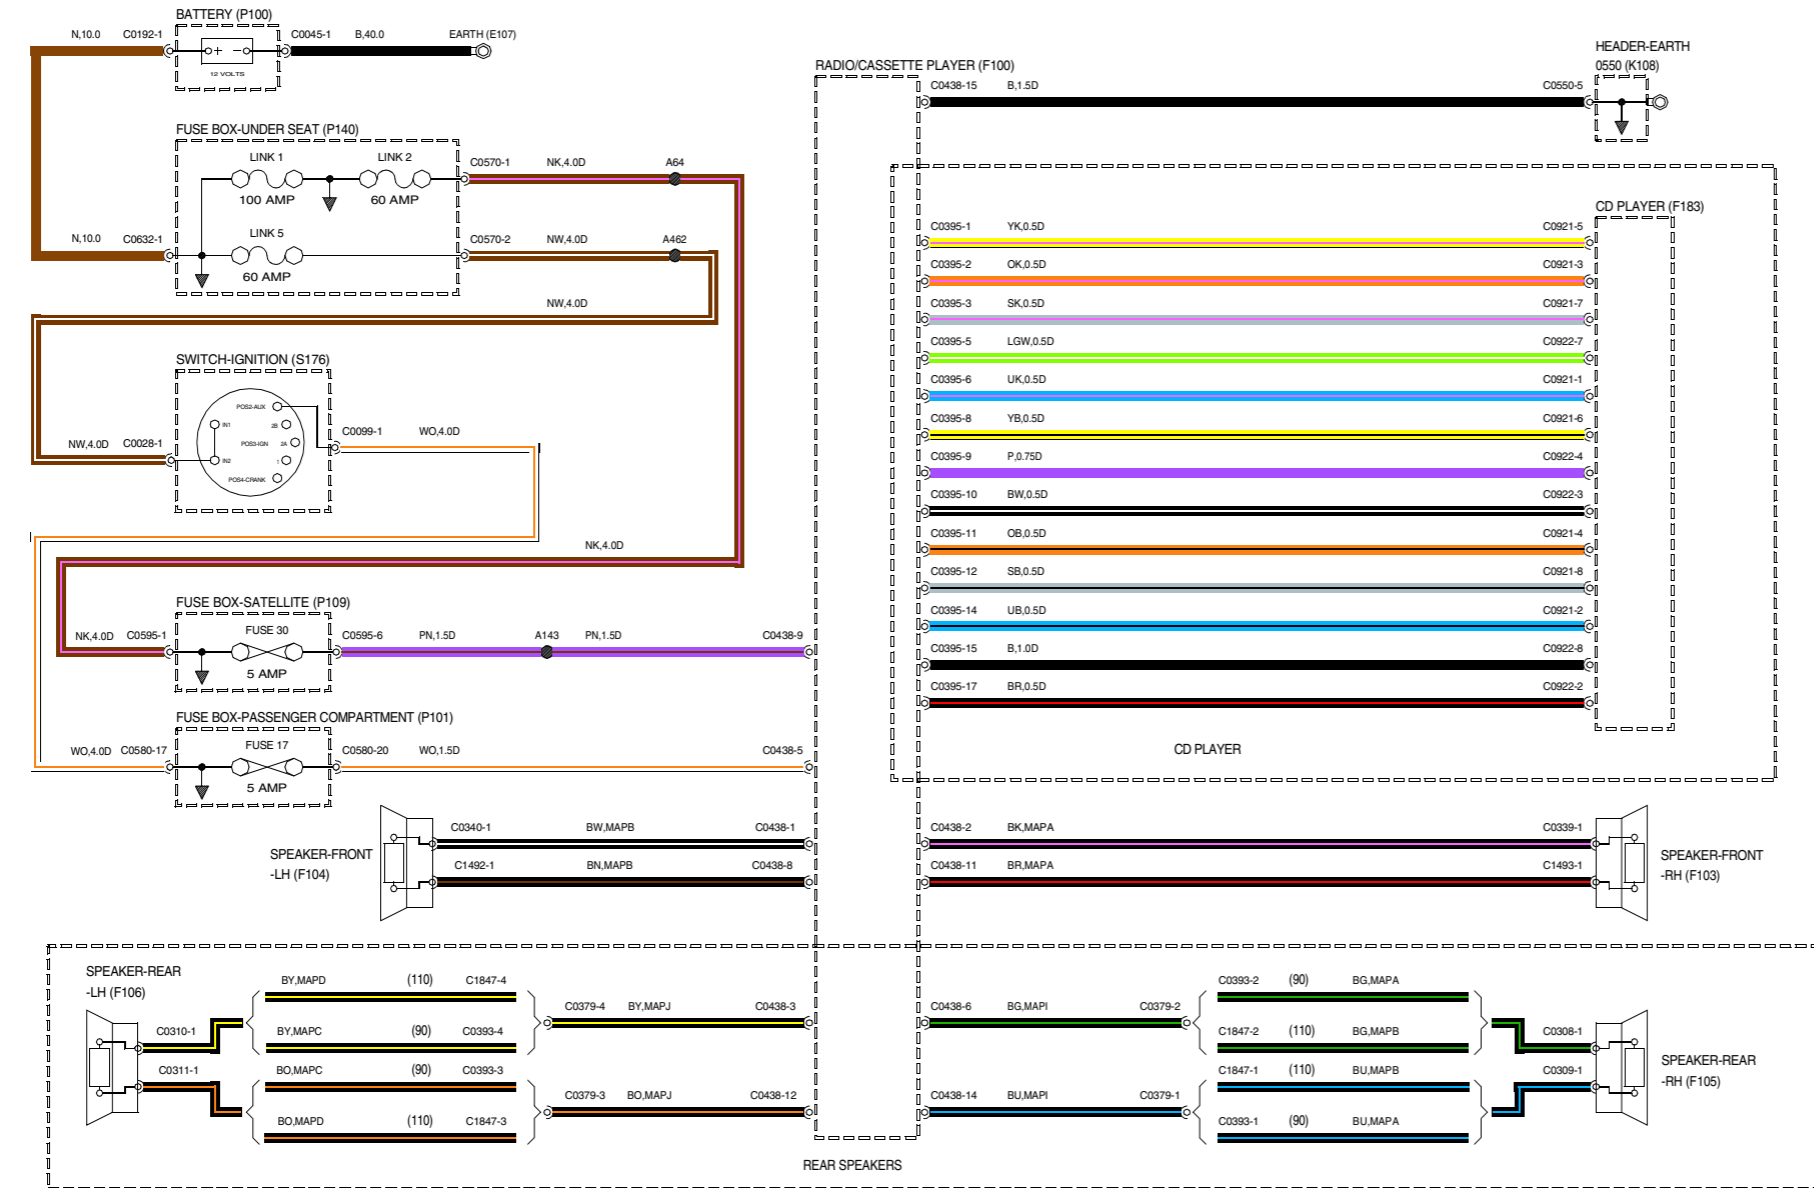 BATTERY (P100)
N,10.0 C0192-1 C0045-1 B,40.0 EARTH (E107)
+ −
12 VOLTS
FUSE BOX-UNDER SEAT (P140)
LINK 1 LINK 2 C0570-1 NK,4.0D A64
100 AMP 60 AMP
N,10.0 C0632-1 LINK 5 C0570-2 NW,4.0D A462
60 AMP
NW,4.0D
SWITCH-IGNITION (S176)
POS2-AUX
IN1 2B
POS3-IGN 2A
IN2 1
POS4-CRANK
NW,4.0D C0028-1 C0099-1 WO,4.0D
NK,4.0D
FUSE BOX-SATELLITE (P109)
NK,4.0D C0595-1 FUSE 30 C0595-6 PN,1.5D A143 PN,1.5D C0438-9
5 AMP
FUSE BOX-PASSENGER COMPARTMENT (P101)
WO,4.0D C0580-17 FUSE 17 C0580-20 WO,1.5D C0438-5
5 AMP
SPEAKER-FRONT
-LH (F104)
C0340-1 BW,MAPB C0438-1
C1492-1 BN,MAPB C0438-8
RADIO/CASSETTE PLAYER (F100)
C0438-15 B,1.5D C0550-5
HEADER-EARTH
0550 (K108)
CD PLAYER (F183)
C0395-1 YK,0.5D C0921-5
C0395-2 OK,0.5D C0921-3
C0395-3 SK,0.5D C0921-7
C0395-5 LGW,0.5D C0922-7
C0395-6 UK,0.5D C0921-1
C0395-8 YB,0.5D C0921-6
C0395-9 P,0.75D C0922-4
C0395-10 BW,0.5D C0922-3
C0395-11 OB,0.5D C0921-4
C0395-12 SB,0.5D C0921-8
C0395-14 UB,0.5D C0921-2
C0395-15 B,1.0D C0922-8
C0395-17 BR,0.5D C0922-2
CD PLAYER
C0438-2 BK,MAPA C0339-1
C0438-11 BR,MAPA C1493-1
SPEAKER-FRONT
-RH (F103)
SPEAKER-REAR
-LH (F106)
C0310-1
C0311-1
BY,MAPD (110) C1847-4
BY,MAPC (90) C0393-4
BO,MAPC (90) C0393-3
BO,MAPD (110) C1847-3
C0379-4 BY,MAPJ C0438-3
C0379-3 BO,MAPJ C0438-12
C0438-6 BG,MAPI C0379-2
C0438-14 BU,MAPI C0379-1
C0393-2 (90) BG,MAPA
C1847-2 (110) BG,MAPB
C1847-1 (110) BU,MAPB
C0393-1 (90) BU,MAPA
C0308-1
C0309-1
SPEAKER-REAR
-RH (F105)
REAR SPEAKERS